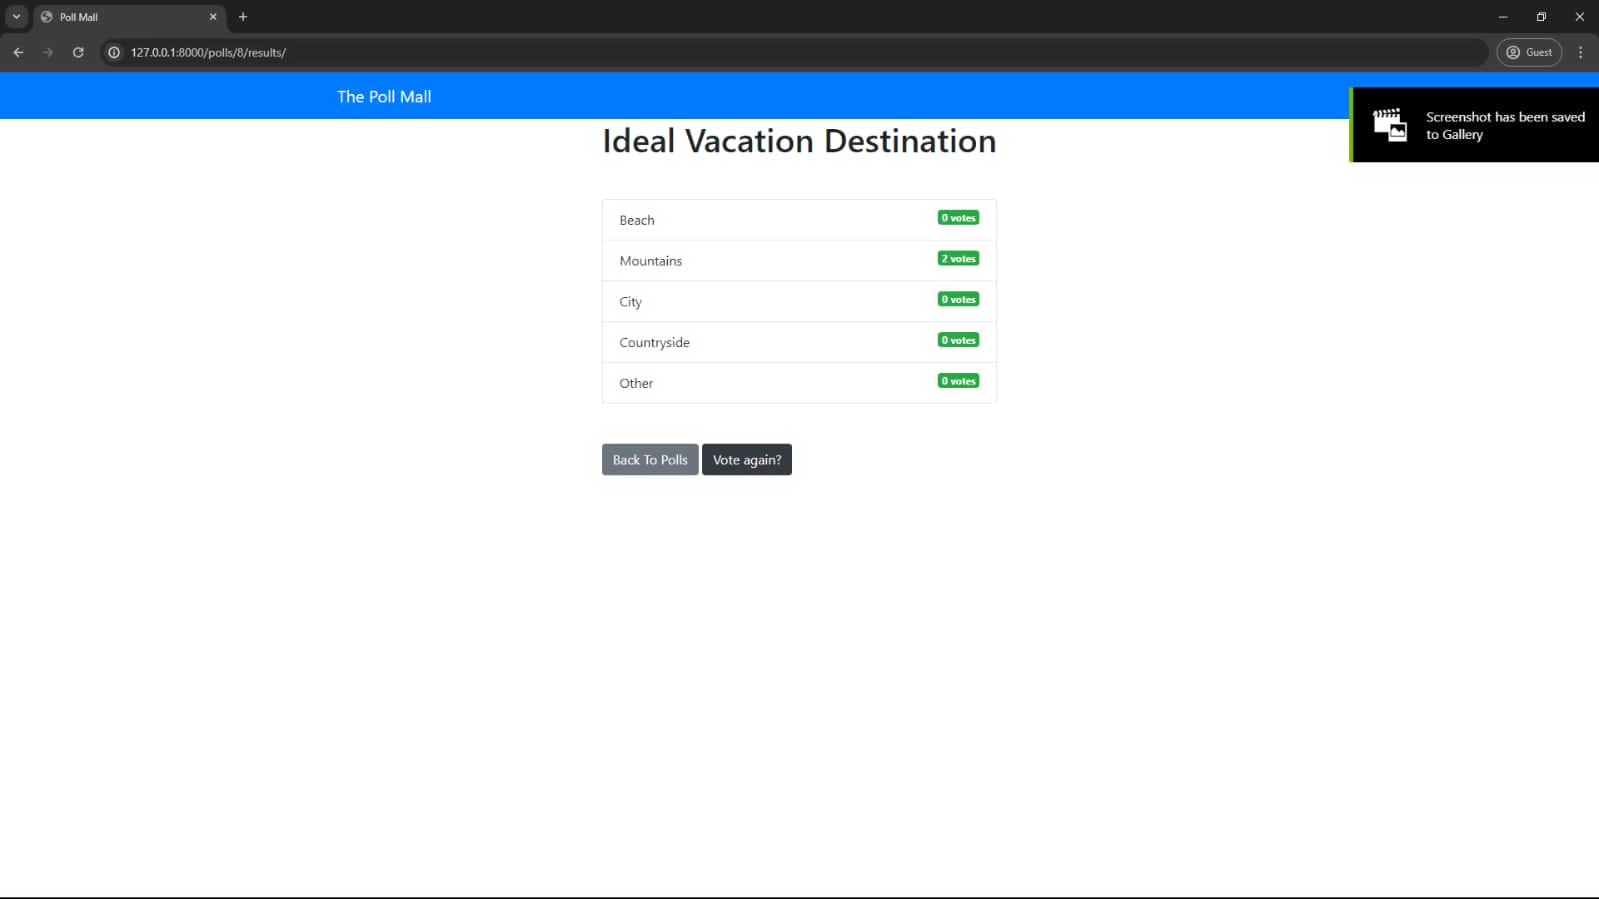 Poll Mall
127.0.0.1:8000/polls/8/results/
Guest
The Poll Mall
Screenshot has been saved
to Gallery
Ideal Vacation Destination
Beach 0 votes
Mountains 2 votes
City 0 votes
Countryside 0 votes
Other 0 votes
Back To Polls Vote again?